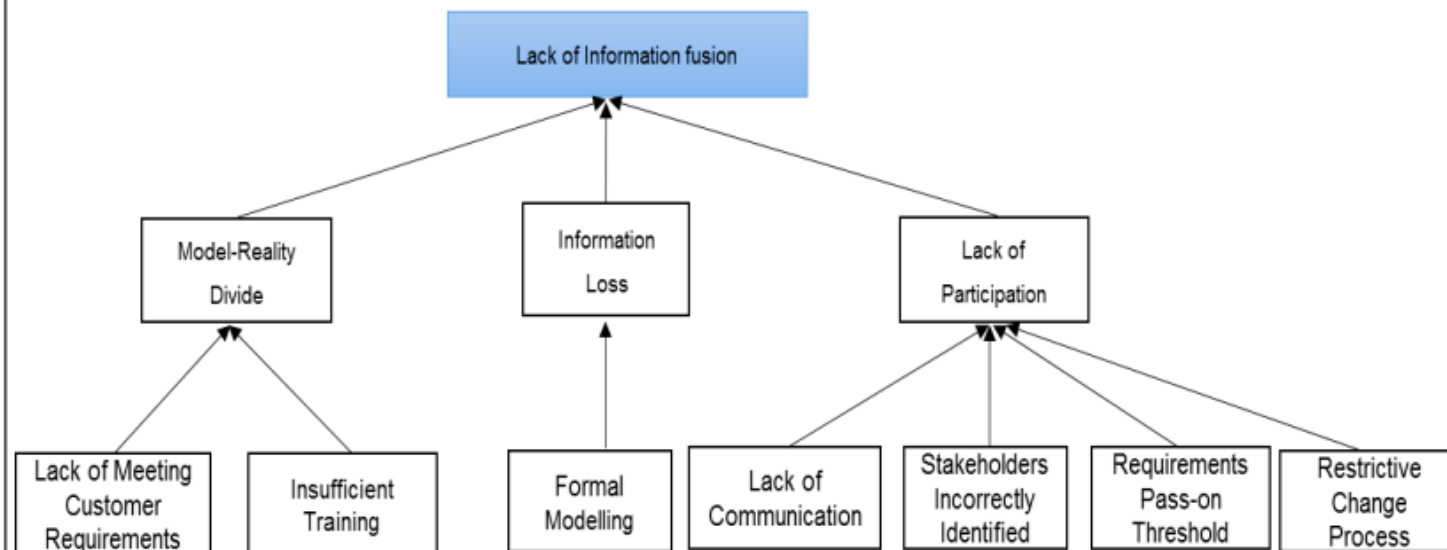 Lack of Information fusion
Model-Reality
Divide
Information
Loss
Lack of
Participation
Lack of Meeting
Customer
Requirements
Insufficient
Training
Formal
Modelling
Lack of
Communication
Stakeholders
Incorrectly
Identified
Requirements
Pass-on
Threshold
Restrictive
Change
Process